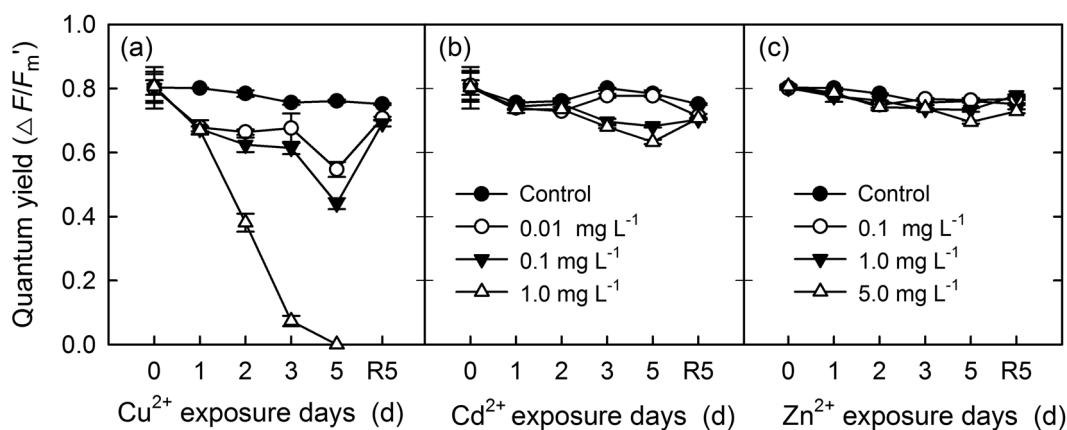 Quantum yield (△ F/Fm')
1.0
0.8
0.6
0.4
0.2
0.0
(a)
(b)
(c)
Control
0.01 mg L⁻¹
0.1 mg L⁻¹
1.0 mg L⁻¹
Control
0.1 mg L⁻¹
1.0 mg L⁻¹
5.0 mg L⁻¹
0 1 2 3 5 R5
0 1 2 3 5 R5
0 1 2 3 5 R5
Cu²⁺ exposure days (d)
Cd²⁺ exposure days (d)
Zn²⁺ exposure days (d)